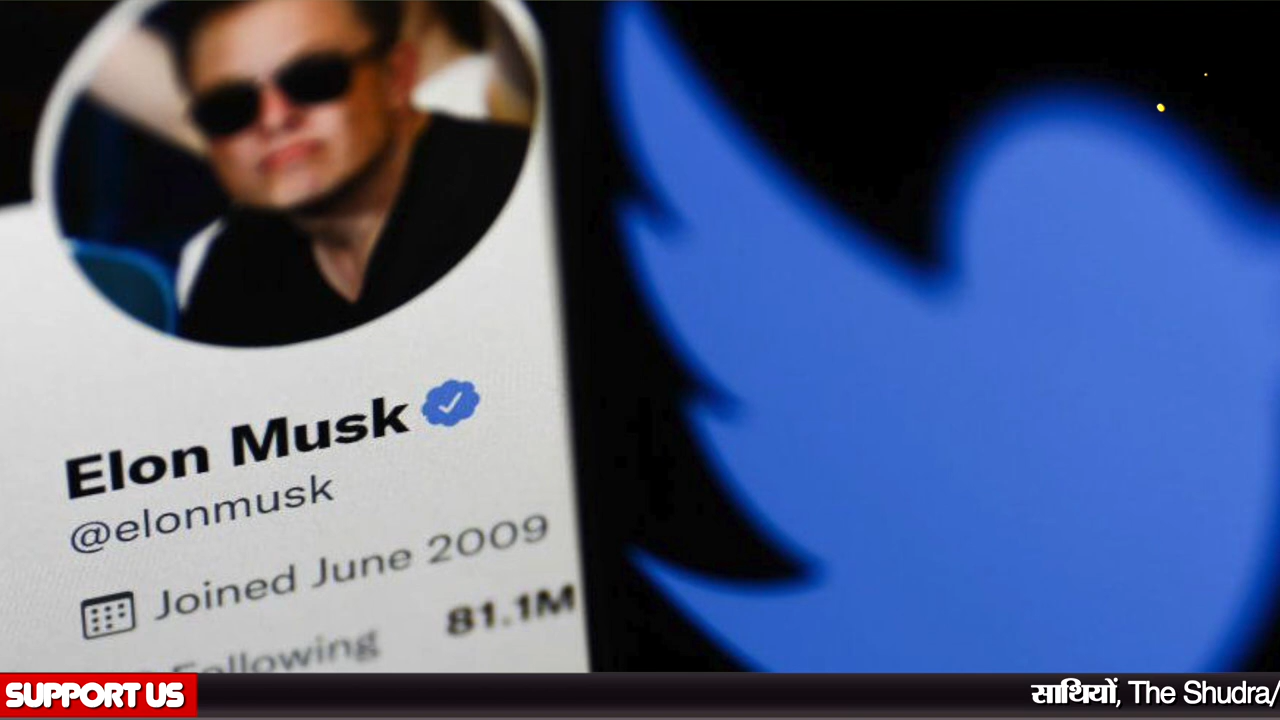 Elon Musk
@elonmusk
Joined June 2009
Following 81.1M
SUPPORT US
साथियों, The Shudra/